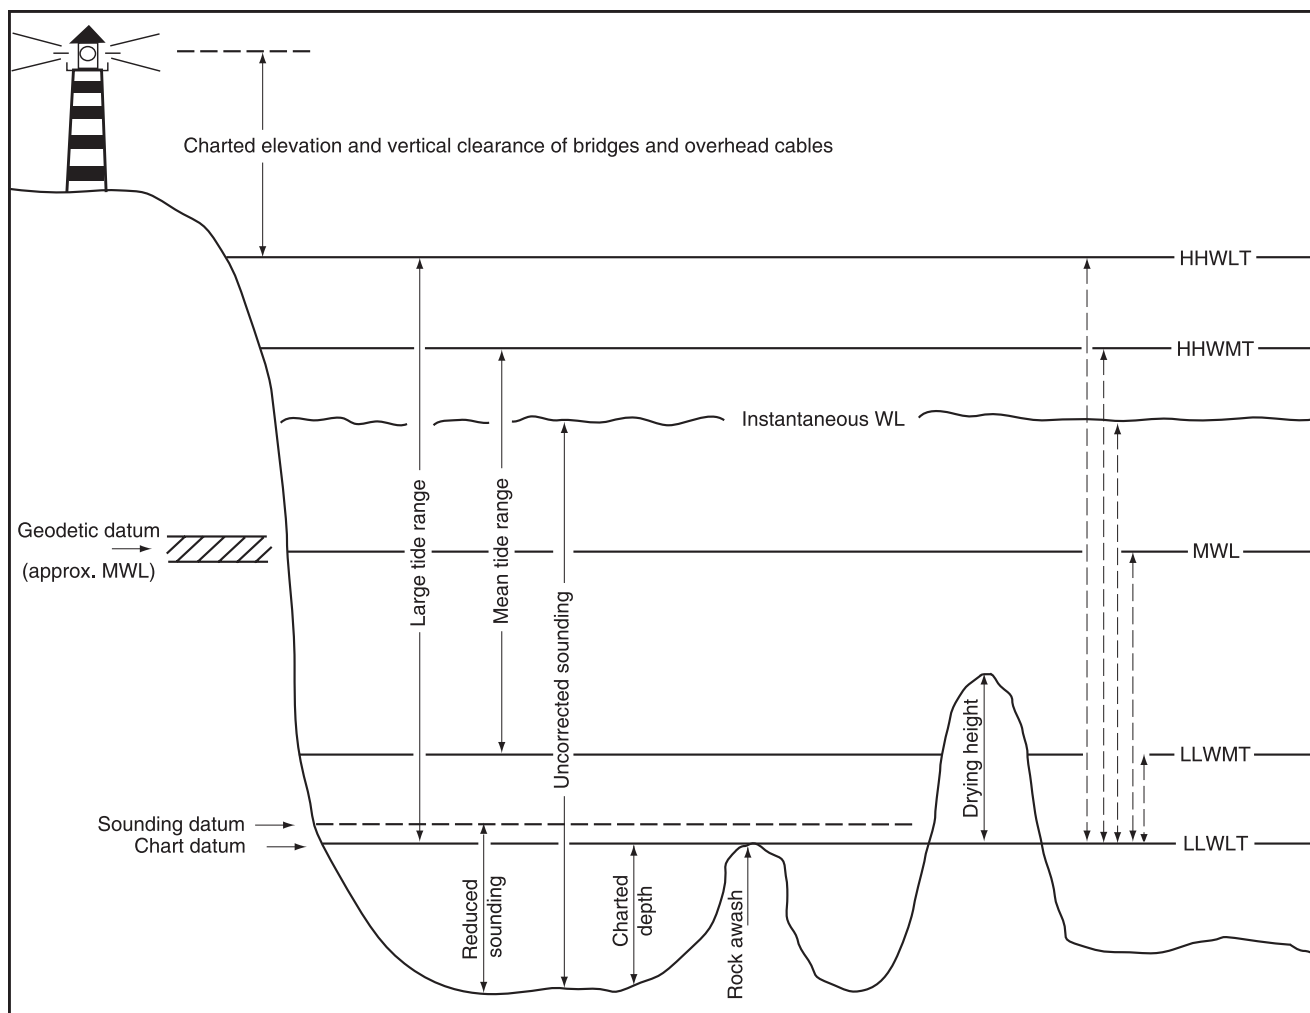 Charted elevation and vertical clearance of bridges and overhead cables
HHWLT
HHWMT
Instantaneous WL
Large tide range
Mean tide range
Uncorrected sounding
Geodetic datum
(approx. MWL)
MWL
Drying height
LLWMT
Sounding datum
Chart datum
LLWLT
Reduced
sounding
Charted
depth
Rock awash